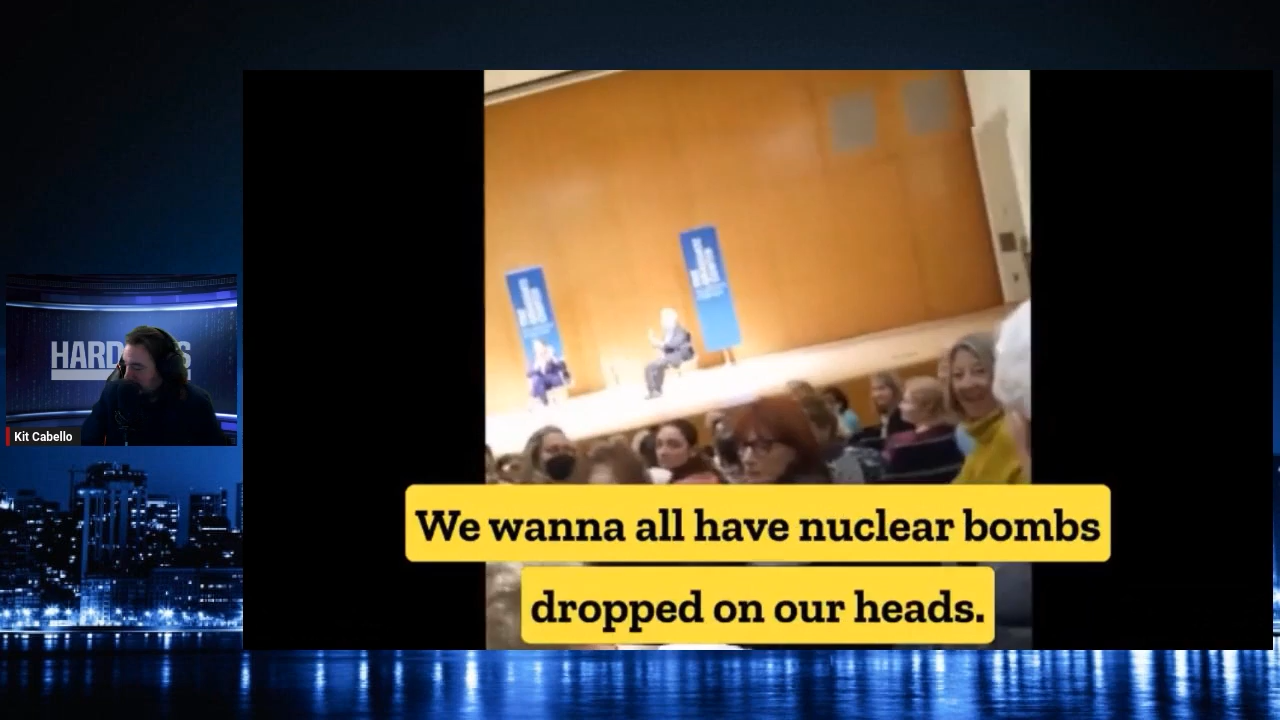 HARD
S
Kit Cabello
We wanna all have nuclear bombs
dropped on our heads.